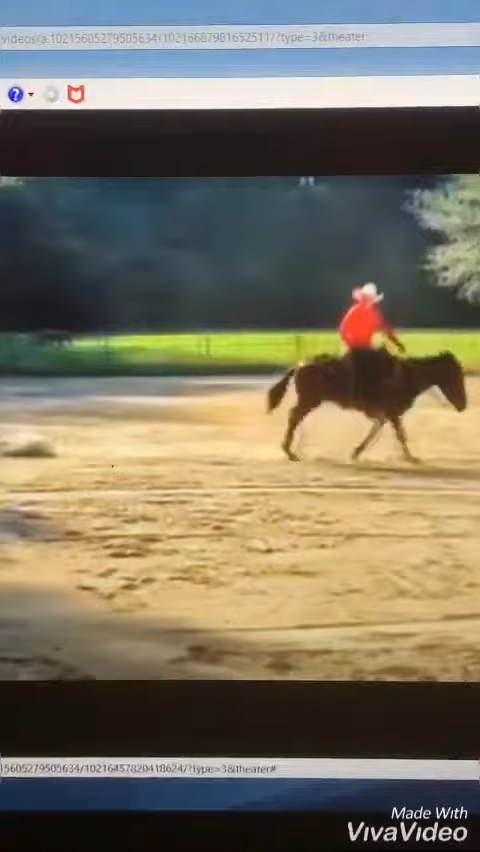 videos/a.10215605279505634/10216687981652511/?type=3&theater
?
15605279505634/10216457820418624/?type=3&theater#
Made With
VivaVideo